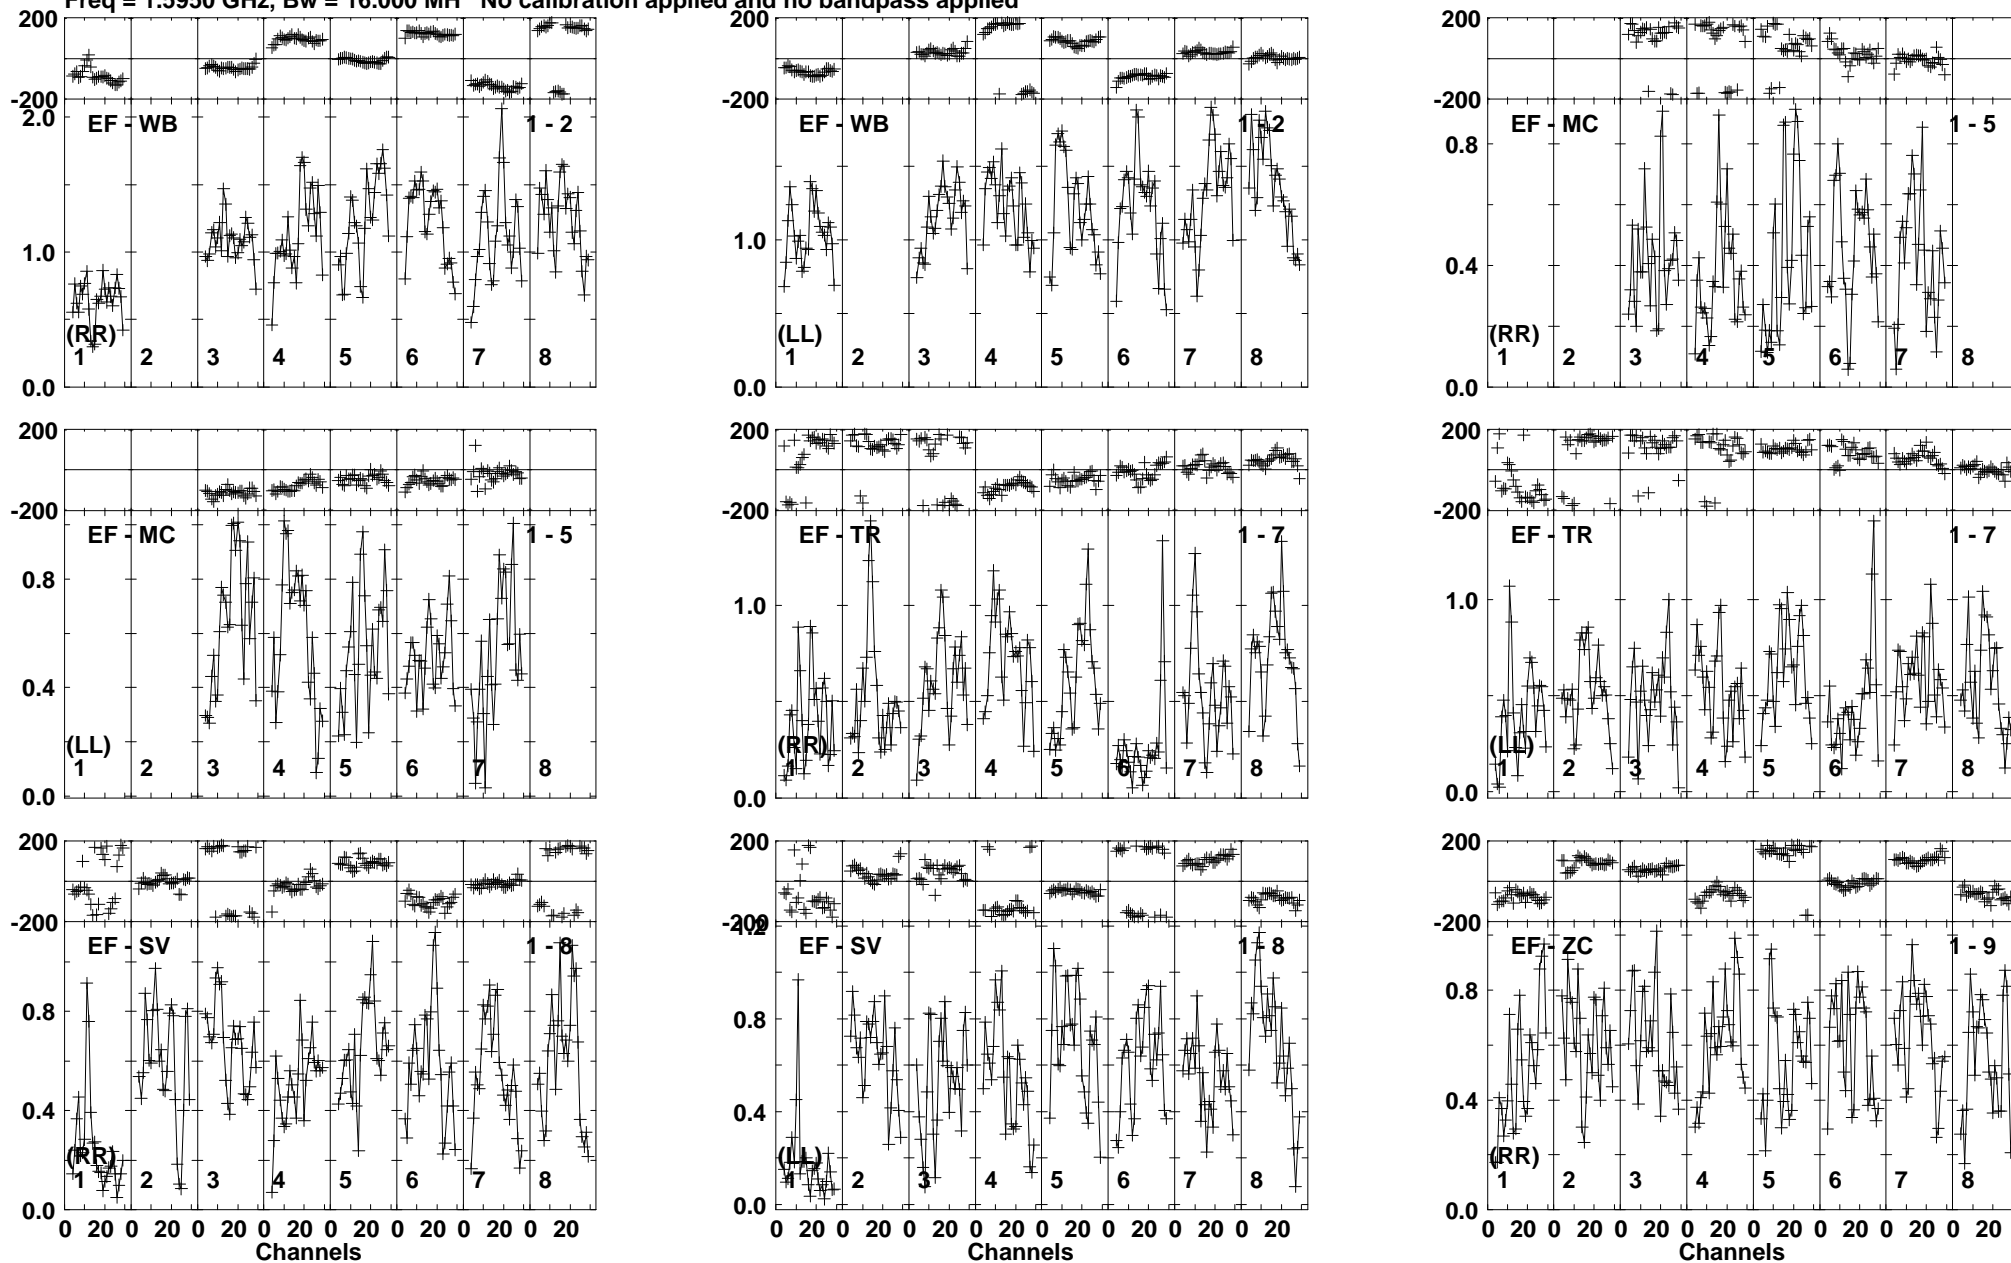 Freq = 1.5950 GHz, Bw = 16.000 MH No calibration applied and no bandpass applied
200 200 200
-200 -200 -200
2.0 EF - WB 1 - 2 EF - WB 1 - 2 EF - MC 1 - 5
0.8
1.0 1.0 0.4
(RR) (LL) (RR)
1 2 3 4 5 6 7 8 1 2 3 4 5 6 7 8 1 2 3 4 5 6 7 8
0.0 0.0 0.0
200 200 200
-200 -200 -200
EF - MC 1 - 5 EF - TR 1 - 7 EF - TR 1 - 7
0.8 1.0 1.0
0.4
(LL) (RR) (LL)
1 2 3 4 5 6 7 8 1 2 3 4 5 6 7 8 1 2 3 4 5 6 7 8
0.0 0.0 0.0
200 200 200
-200 -200 -200
1.2
EF - SV 1 - 8 EF - SV 1 - 8 EF - ZC 1 - 9
0.8 0.8 0.8
0.4 0.4 0.4
(RR) (LL) (RR)
1 2 3 4 5 6 7 8 1 2 3 4 5 6 7 8 1 2 3 4 5 6 7 8
0.0 0.0 0.0
0 20 0 20 0 20 0 20 0 20 0 20 0 20 0 20 0 20 0 20 0 20 0 20 0 20 0 20 0 20 0 20 0 20 0 20 0 20 0 20 0 20 0 20 0 20 0 20
Channels Channels